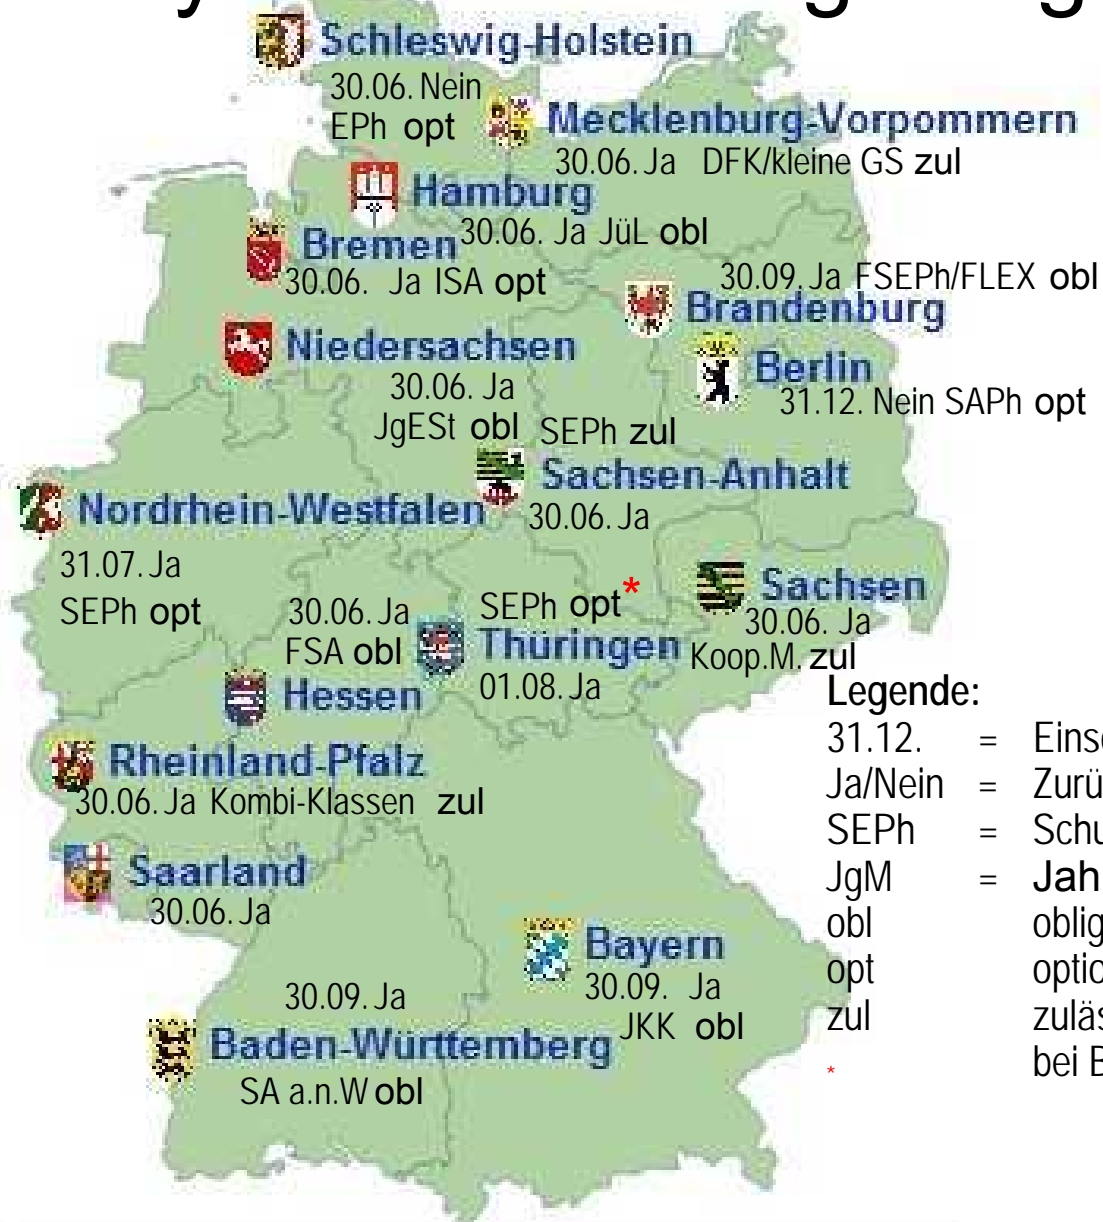 Schleswig-Holstein
30.06. Nein
EPh opt
Mecklenburg-Vorpommern
30.06. Ja DFK/kleine GS zul
Hamburg
30.06. Ja JüL obl
Bremen
30.06. Ja ISA opt
30.09. Ja FSEPh/FLEX obl
Brandenburg
Niedersachsen
30.06. Ja
JgESt obl
Berlin
31.12. Nein SAPh opt
SEPh zul
Sachsen-Anhalt
30.06. Ja
Nordrhein-Westfalen
31.07. Ja
SEPh opt
30.06. Ja
FSA obl
Hessen
SEPh opt*
Thüringen
01.08. Ja
Sachsen
30.06. Ja
Koop.M. zul
Rheinland-Pfalz
30.06. Ja Kombi-Klassen zul
Saarland
30.06. Ja
Bayern
30.09. Ja
JKK obl
30.09. Ja
Baden-Württemberg
SA a.n.W obl
Legende:
31.12. =
Ja/Nein =
SEPh =
JgM =
obl
opt
zul
* bei